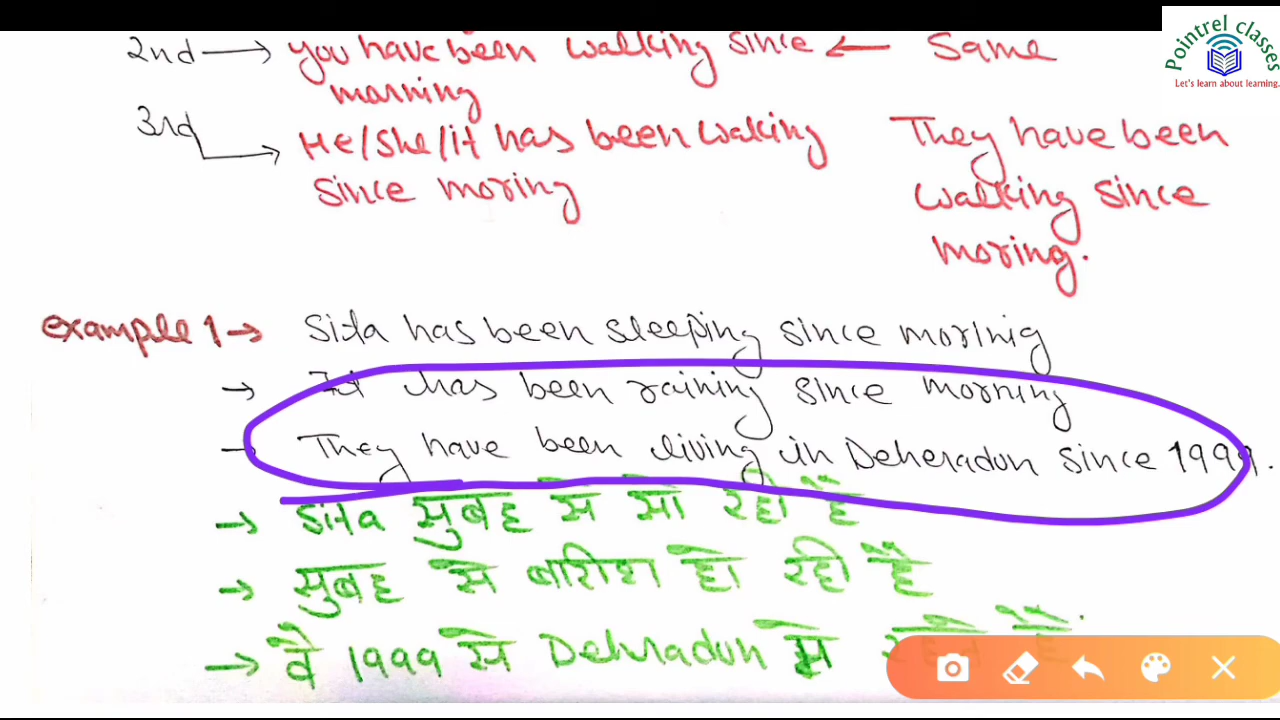 Pointrel classes
Let's learn about learning.
2nd → you have been walking since ← Same
morning
3rd → He/She/it has been waking They have been
since moring walking since
moring.
example 1 → Sita has been sleeping since morinig
→ It has been raining since morning
→ They have been living in Deheradun since 1999.
→ Sita सुबह से सो रही है
→ सुबह से बारिश हो रही है
→ वे 1999 से Dehradun में